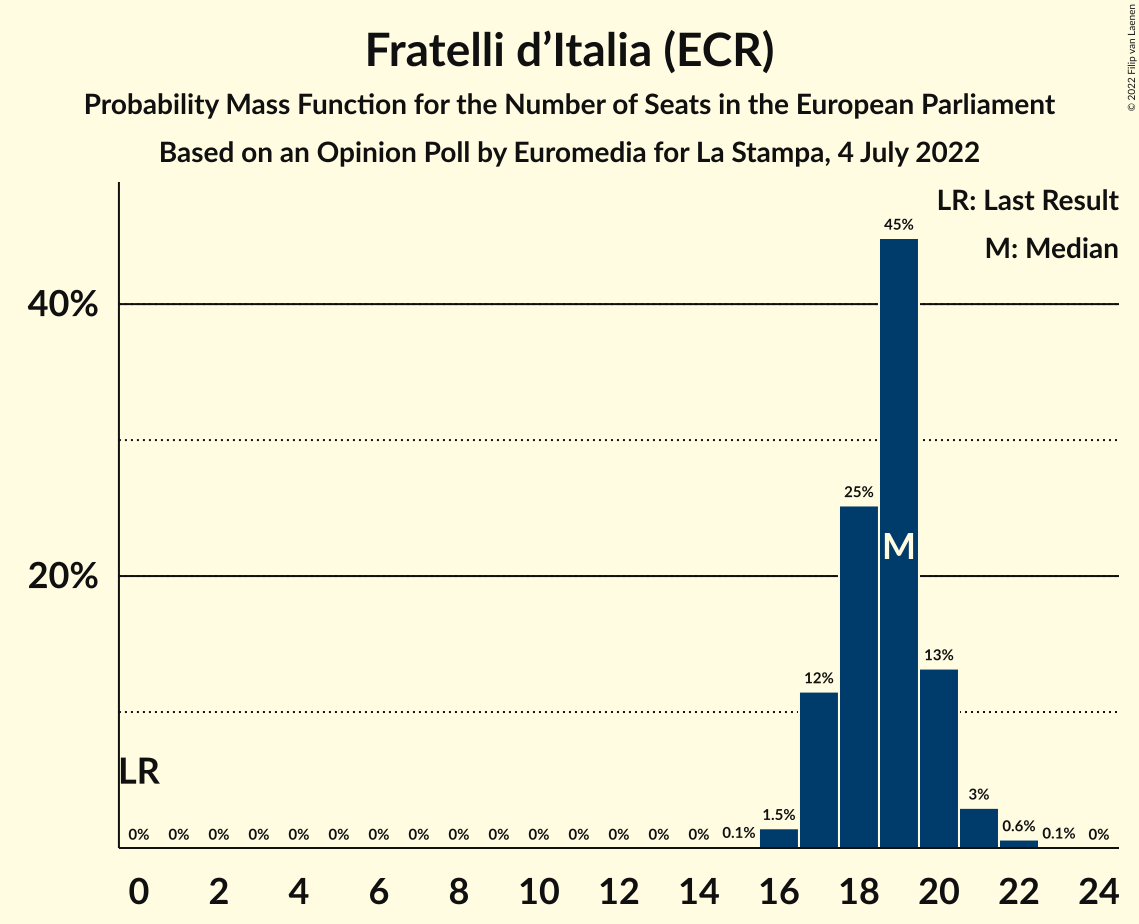 Fratelli d’Italia (ECR)
Probability Mass Function for the Number of Seats in the European Parliament
Based on an Opinion Poll by Euromedia for La Stampa, 4 July 2022
© 2022 Filip van Laenen
LR: Last Result
M: Median
45%
40%
25%
M
20%
13%
12%
LR
3%
1.5%
0% 0% 0% 0% 0% 0% 0% 0% 0% 0% 0% 0% 0% 0% 0% 0.1% 0.6% 0.1% 0%
0 2 4 6 8 10 12 14 16 18 20 22 24